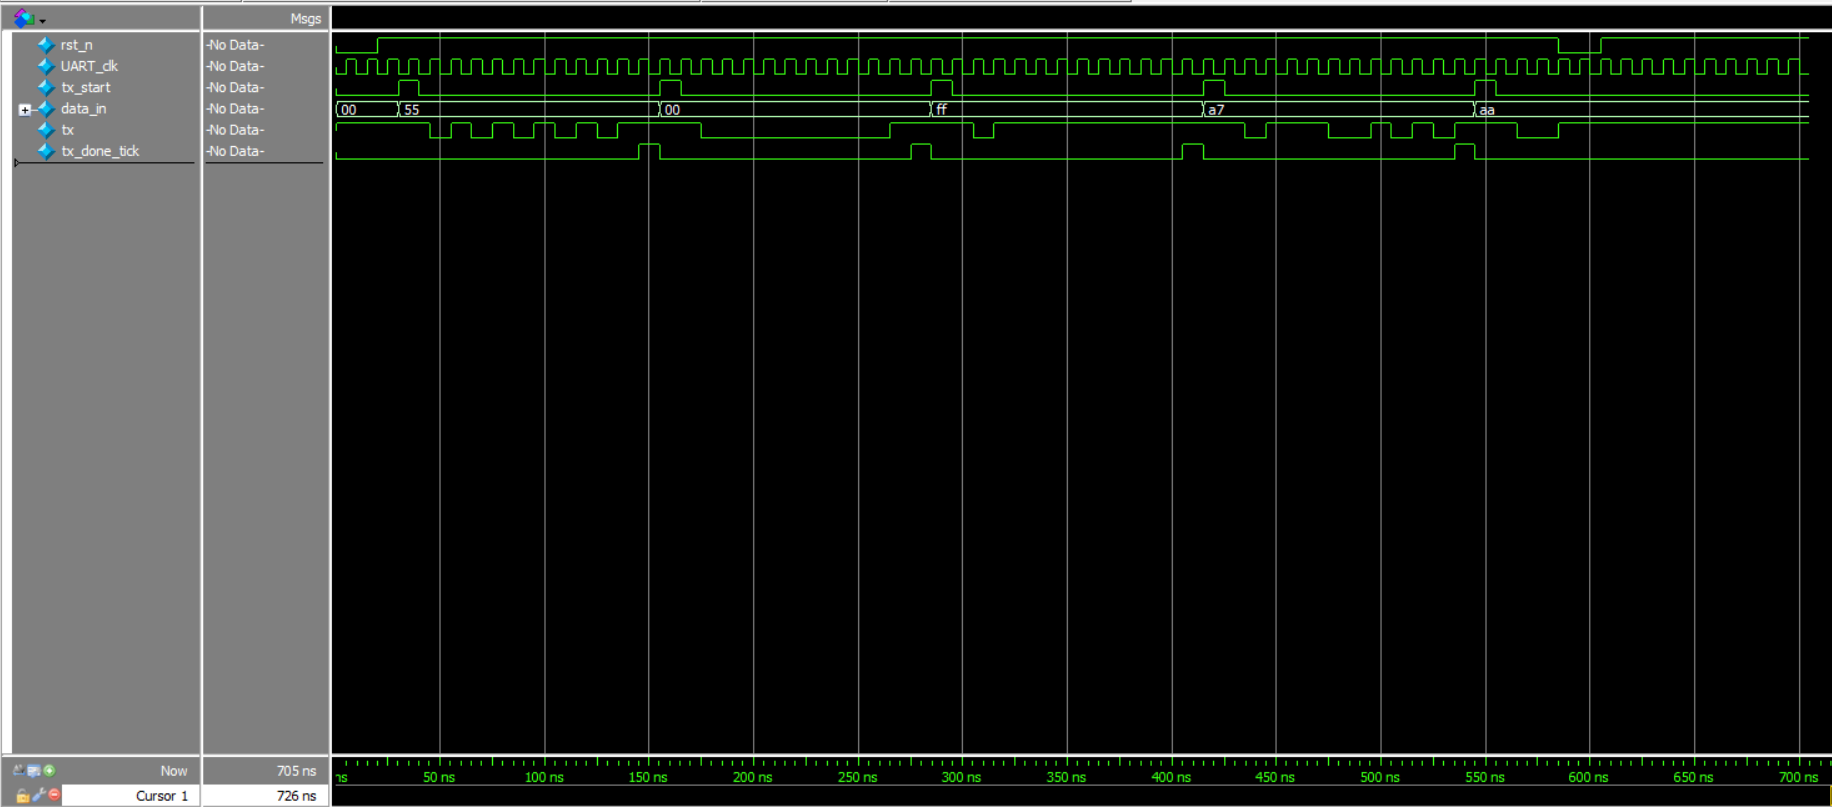 Msgs
rst_n -No Data-
UART_clk -No Data-
tx_start -No Data-
data_in -No Data- 00 55 00 ff a7 aa
tx -No Data-
tx_done_tick -No Data-
Now 705 ns ns 50 ns 100 ns 150 ns 200 ns 250 ns 300 ns 350 ns 400 ns 450 ns 500 ns 550 ns 600 ns 650 ns 700 ns
Cursor 1 726 ns